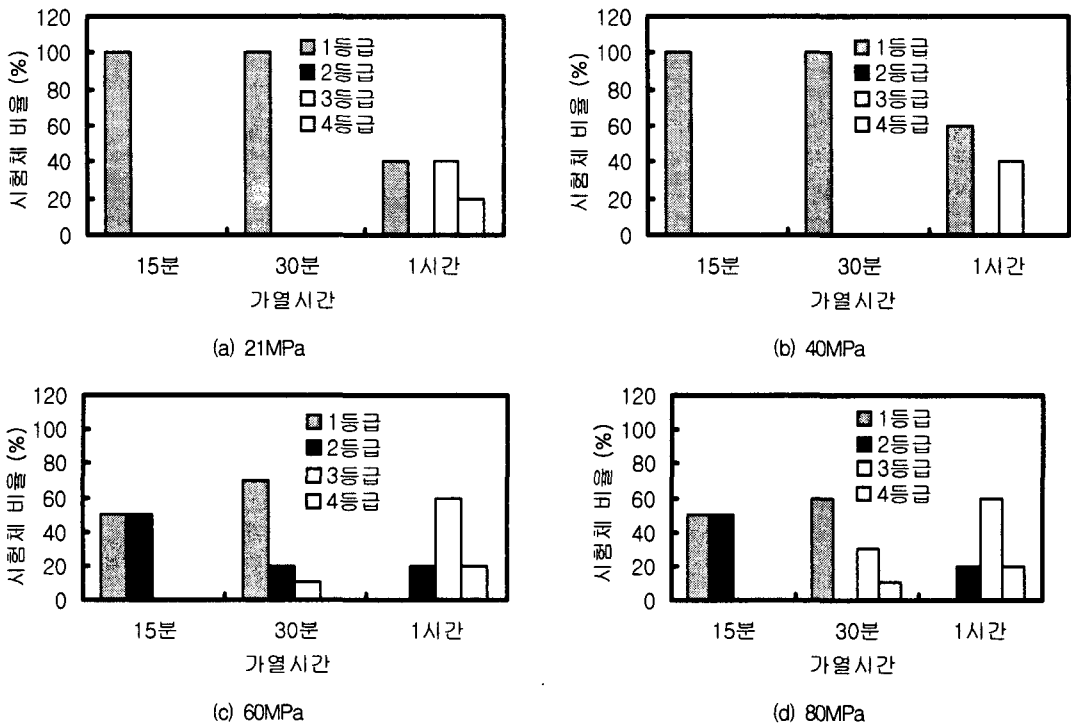 120
100
80
60
40
20
0
시험체 비율 (%)
1등급
2등급
3등급
4등급
15분 30분 1시간
가열시간
(a) 21MPa
120
100
80
60
40
20
0
시험체 비율 (%)
1등급
2등급
3등급
4등급
15분 30분 1시간
가열시간
(b) 40MPa
120
100
80
60
40
20
0
시험체 비율 (%)
1등급
2등급
3등급
4등급
15분 30분 1시간
가열시간
(c) 60MPa
120
100
80
60
40
20
0
시험체 비율 (%)
1등급
2등급
3등급
4등급
15분 30분 1시간
가열시간
(d) 80MPa